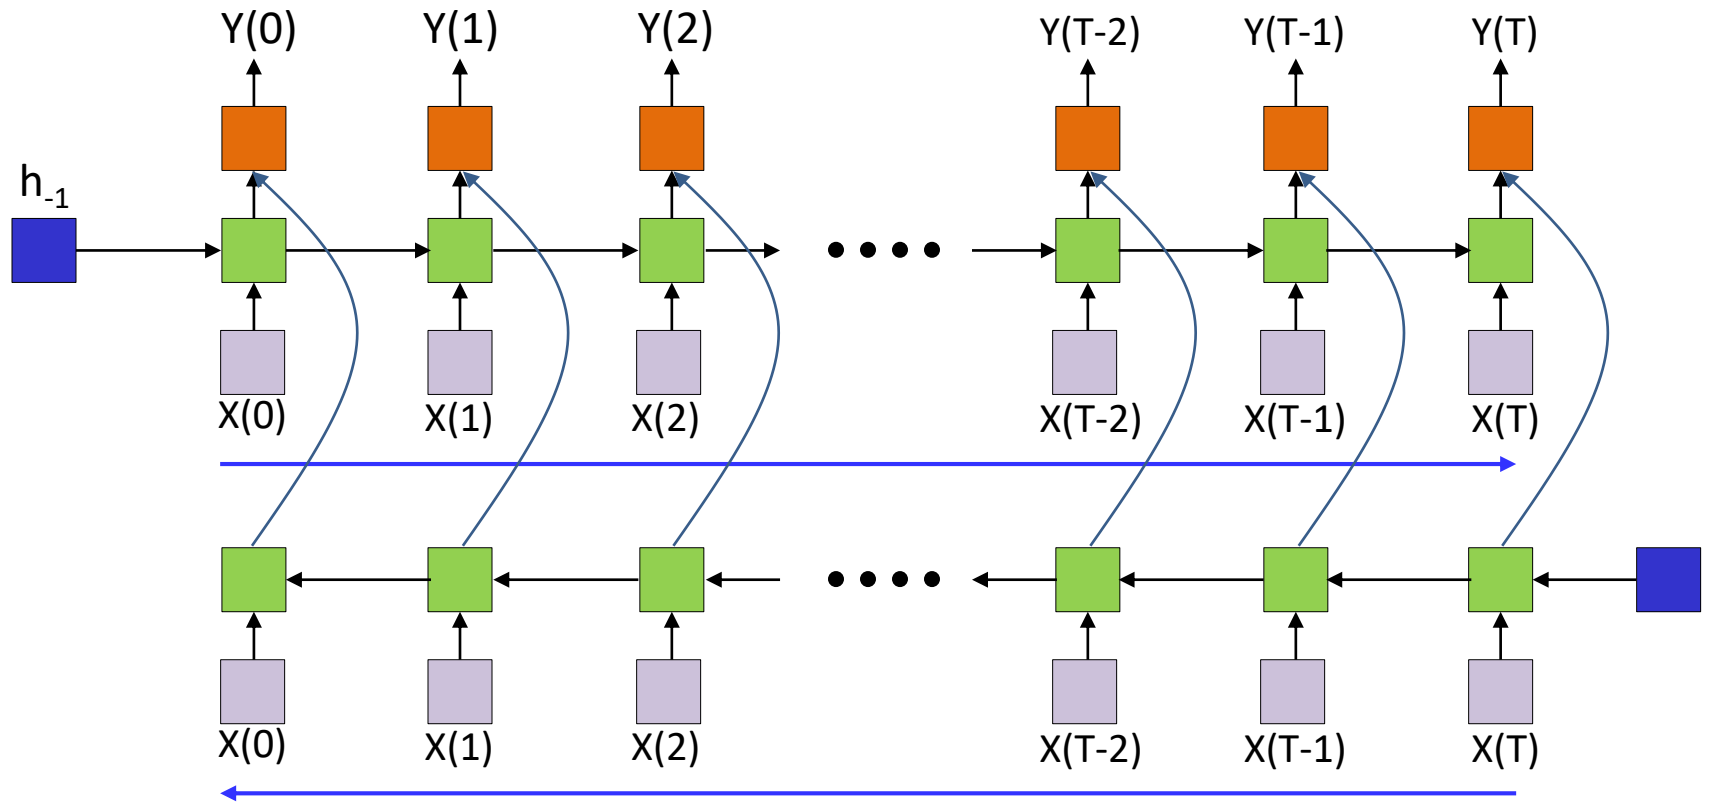 Y(0) Y(1) Y(2) Y(T-2) Y(T-1) Y(T)
h-1
X(0) X(1) X(2) X(T-2) X(T-1) X(T)
X(0) X(1) X(2) X(T-2) X(T-1) X(T)